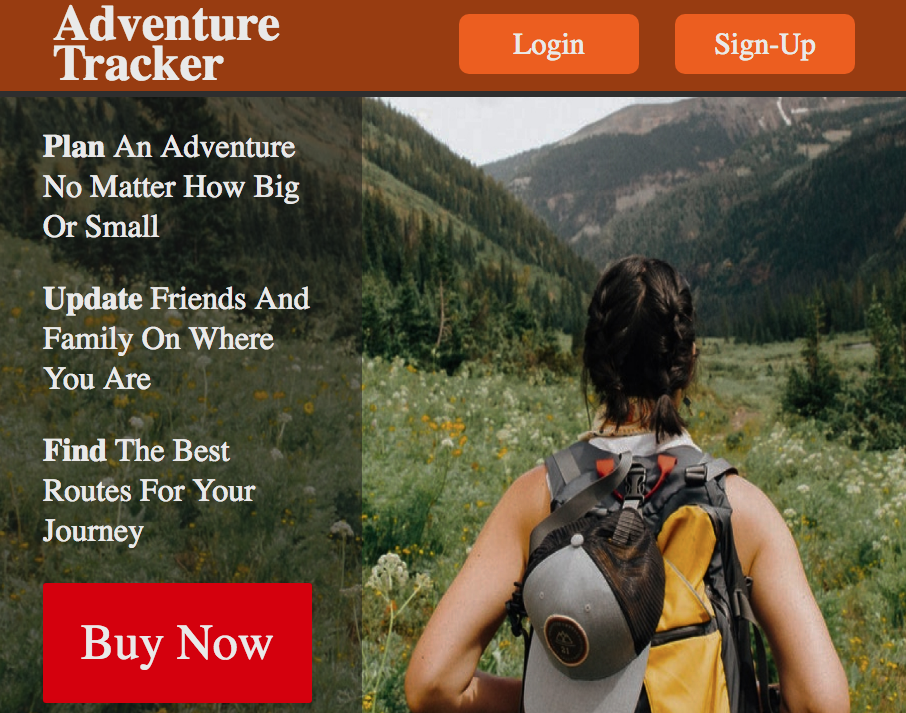 Adventure
Tracker
Login
Sign-Up
Plan An Adventure
No Matter How Big
Or Small
Update Friends And
Family On Where
You Are
Find The Best
Routes For Your
Journey
Buy Now